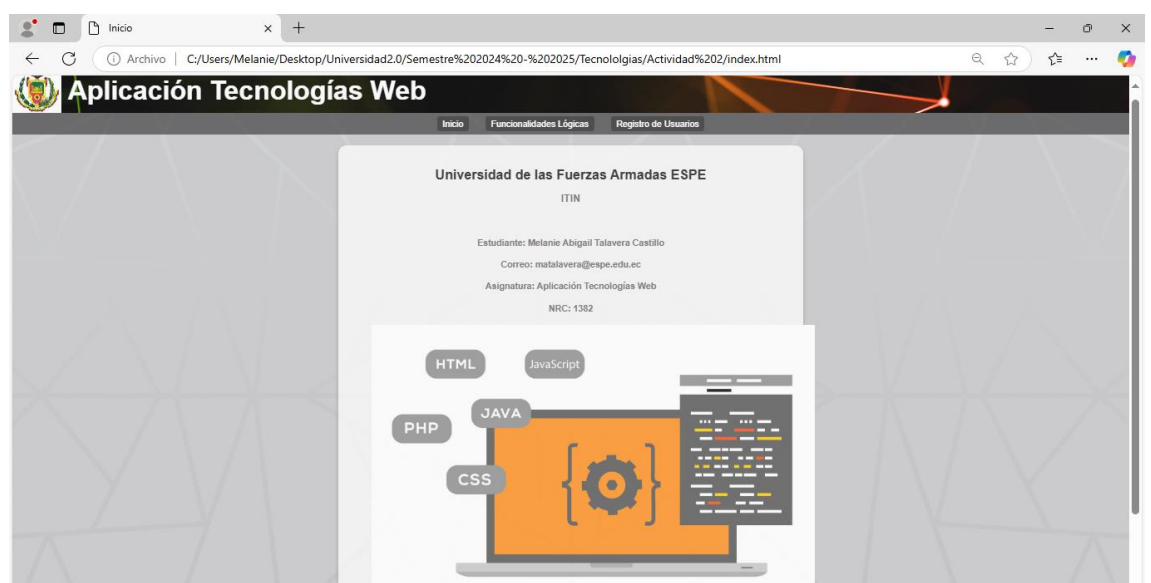 Inicio
Archivo
C:/Users/Melanie/Desktop/Universidad2.0/Semestre%202024%20-%202025/Tecnololgias/Actividad%202/index.html
Aplicación Tecnologías Web
Inicio Funcionalidades Lógicas Registro de Usuarios
Universidad de las Fuerzas Armadas ESPE
ITIN
Estudiante: Melanie Abigail Talavera Castillo
Correo: matalavera@espe.edu.ec
Asignatura: Aplicación Tecnologías Web
NRC: 1382
HTML JavaScript
JAVA
PHP
CSS